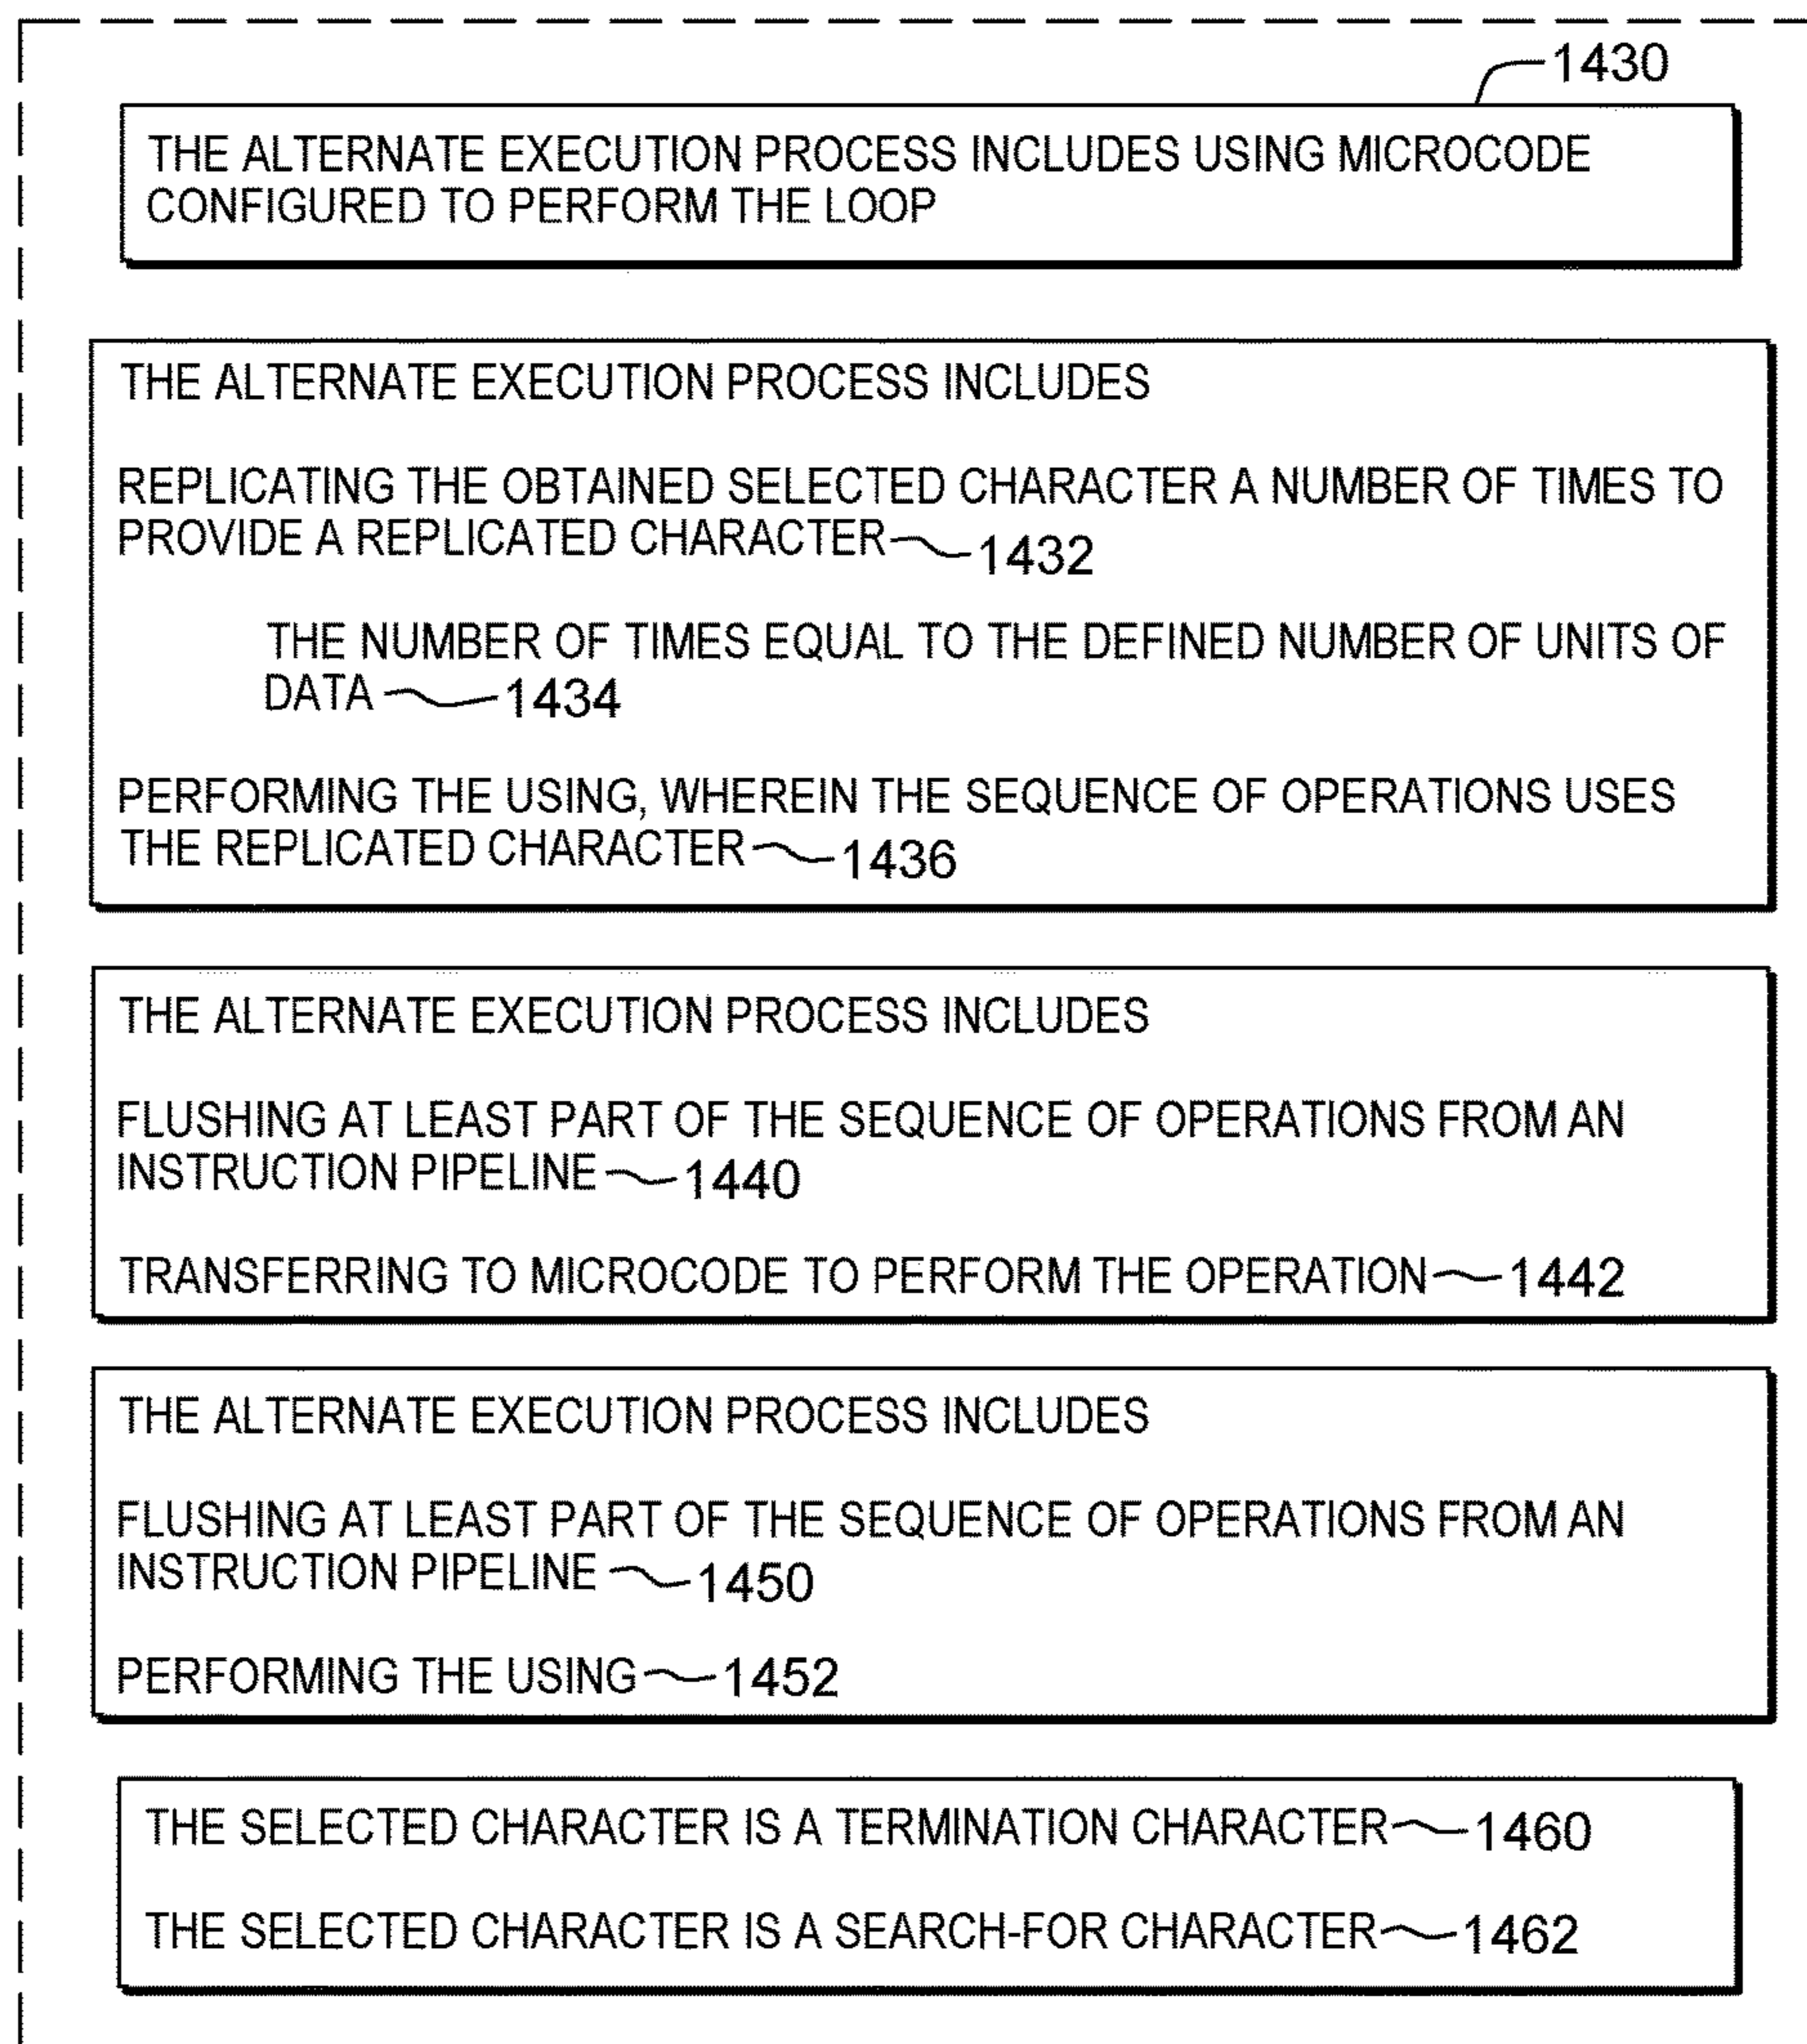 1430
THE ALTERNATE EXECUTION PROCESS INCLUDES USING MICROCODE
CONFIGURED TO PERFORM THE LOOP
THE ALTERNATE EXECUTION PROCESS INCLUDES
REPLICATING THE OBTAINED SELECTED CHARACTER A NUMBER OF TIMES TO
PROVIDE A REPLICATED CHARACTER 1432
THE NUMBER OF TIMES EQUAL TO THE DEFINED NUMBER OF UNITS OF
DATA 1434
PERFORMING THE USING, WHEREIN THE SEQUENCE OF OPERATIONS USES
THE REPLICATED CHARACTER 1436
THE ALTERNATE EXECUTION PROCESS INCLUDES
FLUSHING AT LEAST PART OF THE SEQUENCE OF OPERATIONS FROM AN
INSTRUCTION PIPELINE 1440
TRANSFERRING TO MICROCODE TO PERFORM THE OPERATION 1442
THE ALTERNATE EXECUTION PROCESS INCLUDES
FLUSHING AT LEAST PART OF THE SEQUENCE OF OPERATIONS FROM AN
INSTRUCTION PIPELINE 1450
PERFORMING THE USING 1452
THE SELECTED CHARACTER IS A TERMINATION CHARACTER 1460
THE SELECTED CHARACTER IS A SEARCH-FOR CHARACTER 1462